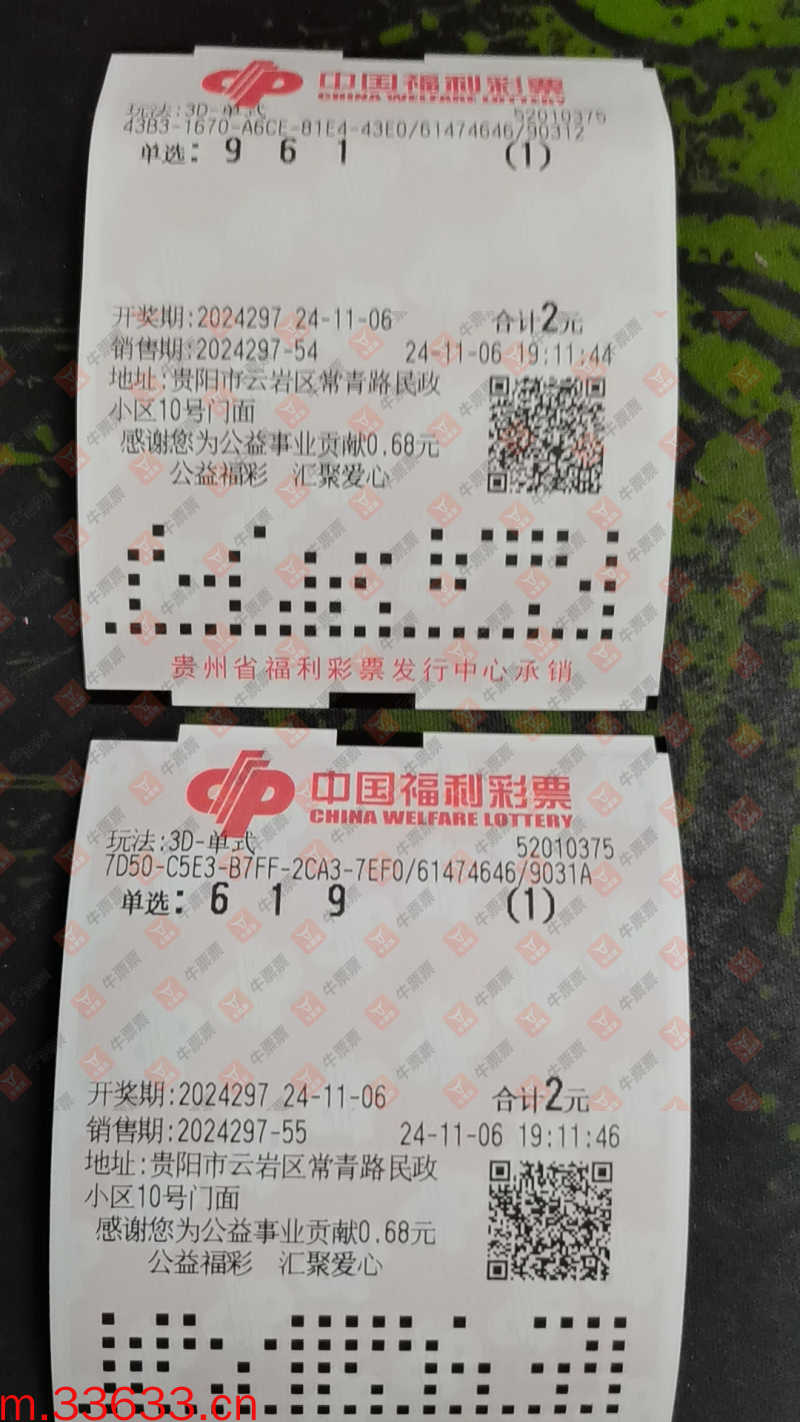 中国福利彩票
CHINA WELFARE LOTTERY
玩法:3D-单式 52010375
43B3-1670-A6CE-81E4-43E0/61474646/90312
单选: 9 6 1 (1)
开奖期:2024297 24-11-06 合计2元
销售期:2024297-54 24-11-06 19:11:44
地址:贵阳市云岩区常青路民政
小区10号门面
感谢您为公益事业贡献0.68元
公益福彩 汇聚爱心
贵州省福利彩票发行中心承销
中国福利彩票
CHINA WELFARE LOTTERY
玩法:3D-单式 52010375
7D50-C5E3-B7FF-2CA3-7EF0/61474646/9031A
单选: 6 1 9 (1)
开奖期:2024297 24-11-06 合计2元
销售期:2024297-55 24-11-06 19:11:46
地址:贵阳市云岩区常青路民政
小区10号门面
感谢您为公益事业贡献0.68元
公益福彩 汇聚爱心
m.33633.cn
牛票票